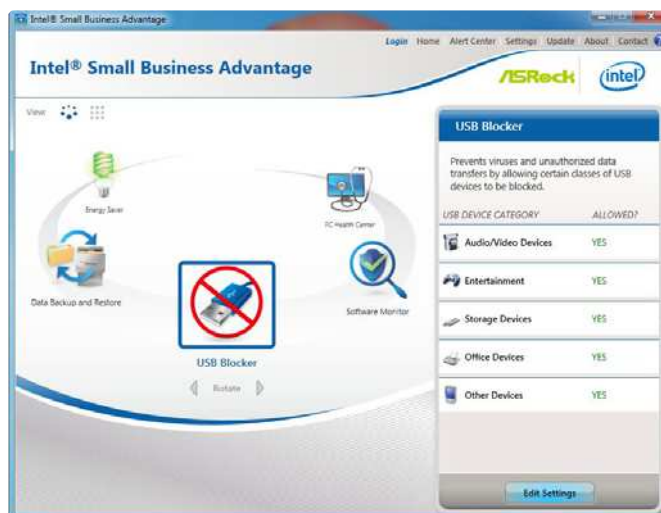 Intel® Small Business Advantage
Login Home Alert Center Settings Update About Contact
Intel® Small Business Advantage
ASRock
intel
View:
USB Blocker
Prevents viruses and unauthorized data
transfers by allowing certain classes of USB
devices to be blocked.
USB DEVICE CATEGORY ALLOWED?
Audio/Video Devices YES
Entertainment YES
Storage Devices YES
Office Devices YES
Other Devices YES
Edit Settings
Energy Saver
PC Health Center
Data Backup and Restore
Software Monitor
USB Blocker
Rotate